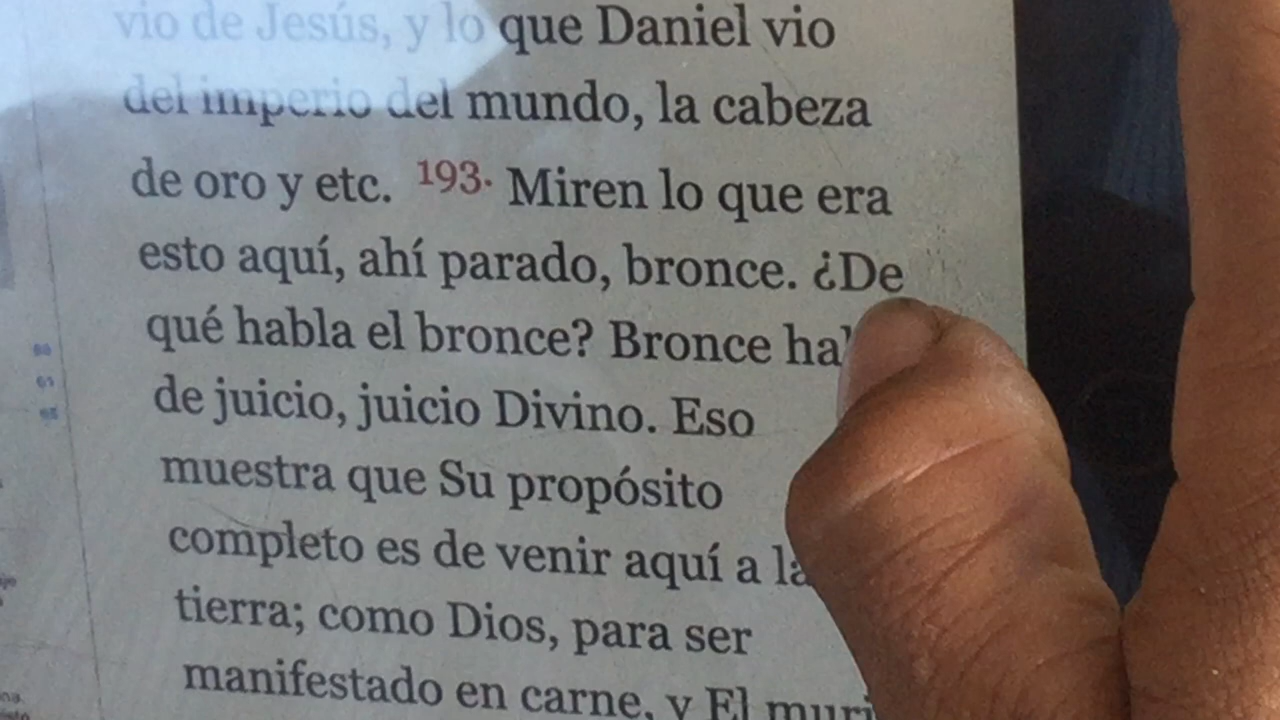 vio de Jesús, y lo que Daniel vio
del imperio del mundo, la cabeza
de oro y etc. 193. Miren lo que era
esto aquí, ahí parado, bronce. ¿De
qué habla el bronce? Bronce
de juicio, juicio Divino. Eso
muestra que Su propósito
completo es de venir aquí a la
tierra; como Dios, para ser
manifestado en carne, y El